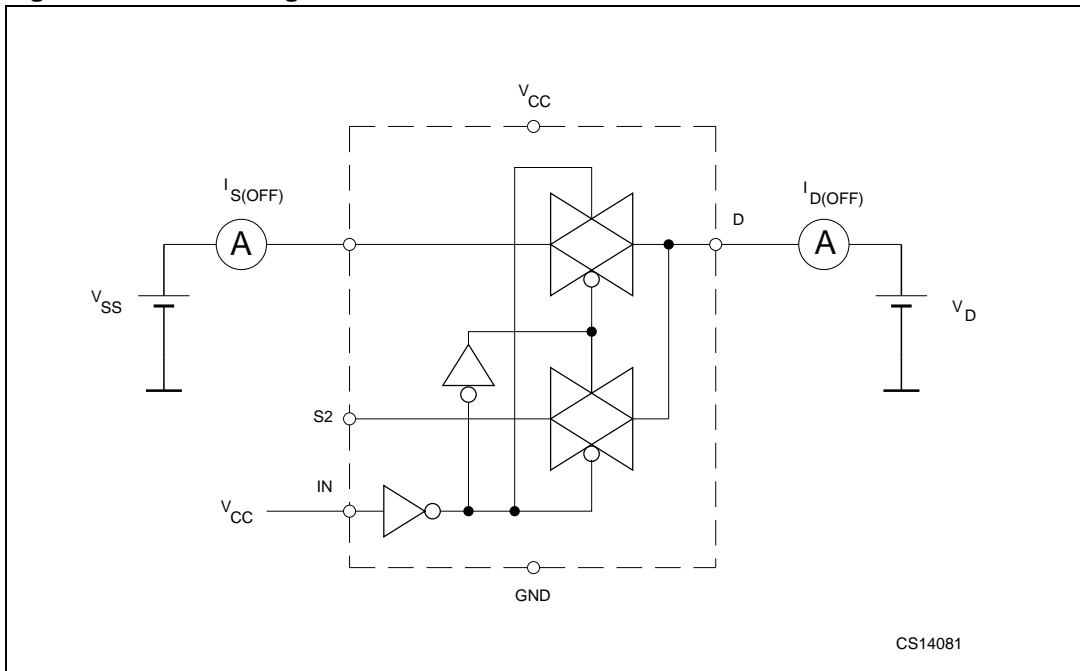 V
CC
I
S(OFF)
I
D(OFF)
A
D
A
V
SS
V
D
S2
IN
V
CC
GND
CS14081